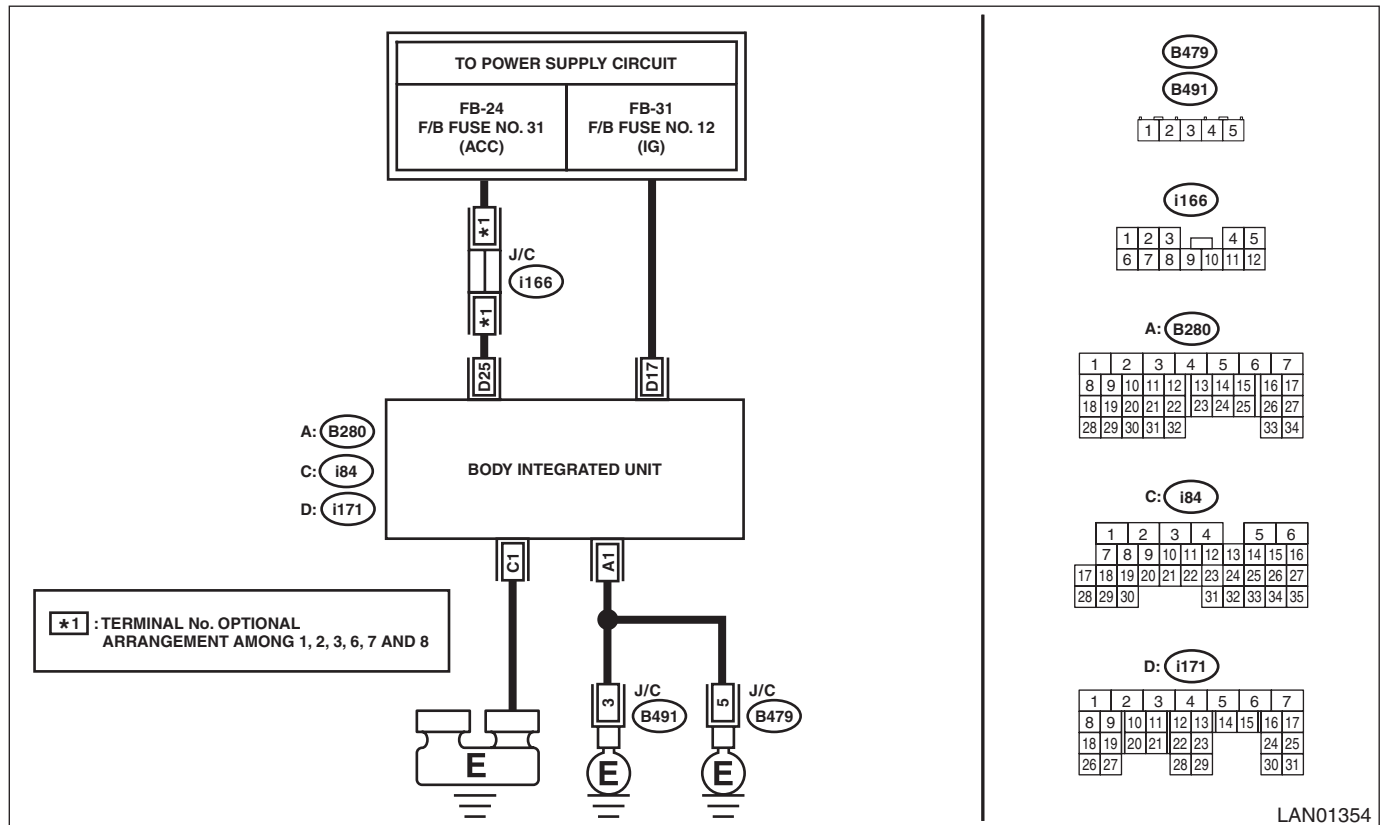 TO POWER SUPPLY CIRCUIT
FB-24
F/B FUSE NO. 31
(ACC)
FB-31
F/B FUSE NO. 12
(IG)
*1
J/C
i166
*1
D25
D17
A: B280
C: i84
D: i171
BODY INTEGRATED UNIT
C1
A1
*1 : TERMINAL No. OPTIONAL
ARRANGEMENT AMONG 1, 2, 3, 6, 7 AND 8
3
J/C
B491
5
J/C
B479
E
E
E
B479
B491
1 2 3 4 5
i166
1 2 3 4 5
6 7 8 9 10 11 12
A: B280
1 2 3 4 5 6 7
8 9 10 11 12 13 14 15 16 17
18 19 20 21 22 23 24 25 26 27
28 29 30 31 32 33 34
C: i84
1 2 3 4 5 6
7 8 9 10 11 12 13 14 15 16
17 18 19 20 21 22 23 24 25 26 27
28 29 30 31 32 33 34 35
D: i171
1 2 3 4 5 6 7
8 9 10 11 12 13 14 15 16 17
18 19 20 21 22 23 24 25
26 27 28 29 30 31
LAN01354